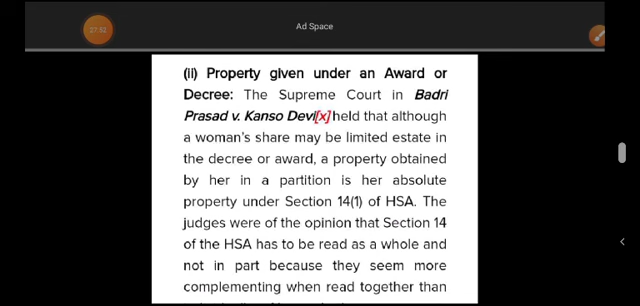 27:52
Ad Space
(ii) Property given under an Award or
Decree: The Supreme Court in Badri
Prasad v. Kanso Devi[x] held that although
a woman's share may be limited estate in
the decree or award, a property obtained
by her in a partition is her absolute
property under Section 14(1) of HSA. The
judges were of the opinion that Section 14
of the HSA has to be read as a whole and
not in part because they seem more
complementing when read together than